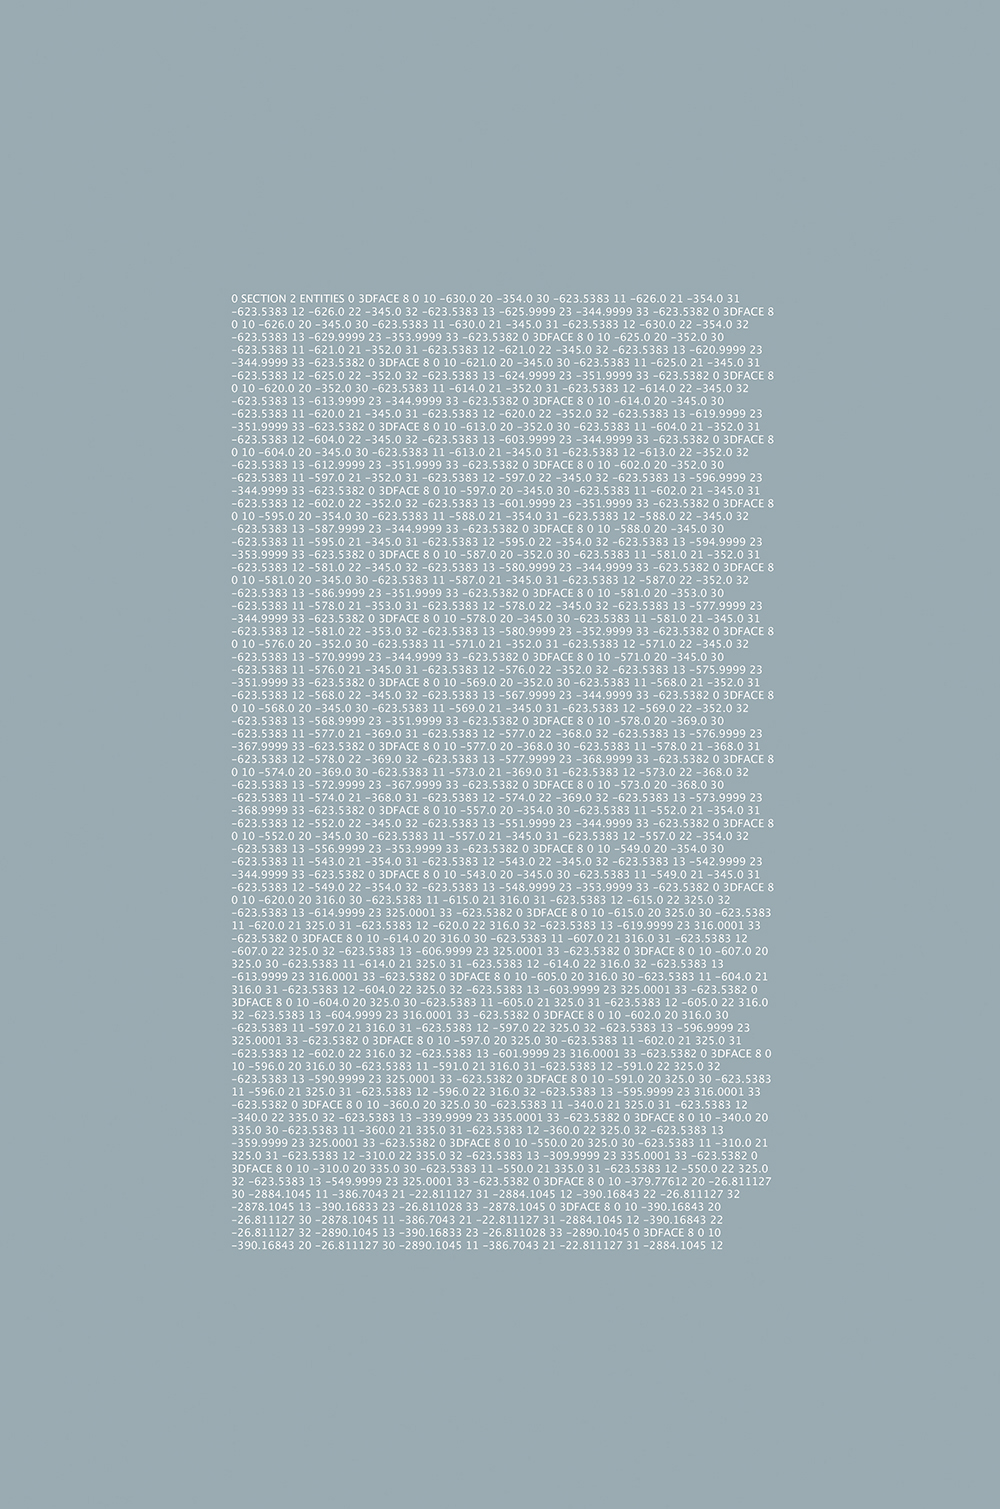 0 SECTION 2 ENTITIES 0 3DFACE 8 0 10 -630.0 20 -354.0 30 -623.5383 11 -626.0 21 -354.0 31
-623.5383 12 -626.0 22 -345.0 32 -623.5383 13 -625.9999 23 -344.9999 33 -623.5382 0 3DFACE 8
0 10 -626.0 20 -345.0 30 -623.5383 11 -630.0 21 -345.0 31 -623.5383 12 -630.0 22 -354.0 32
-623.5383 13 -629.9999 23 -353.9999 33 -623.5382 0 3DFACE 8 0 10 -625.0 20 -352.0 30
-623.5383 11 -621.0 21 -352.0 31 -623.5383 12 -621.0 22 -345.0 32 -623.5383 13 -620.9999 23
-344.9999 33 -623.5382 0 3DFACE 8 0 10 -621.0 20 -345.0 30 -623.5383 11 -625.0 21 -345.0 31
-623.5383 12 -625.0 22 -352.0 32 -623.5383 13 -624.9999 23 -351.9999 33 -623.5382 0 3DFACE 8
0 10 -620.0 20 -352.0 30 -623.5383 11 -614.0 21 -352.0 31 -623.5383 12 -614.0 22 -345.0 32
-623.5383 13 -613.9999 23 -344.9999 33 -623.5382 0 3DFACE 8 0 10 -614.0 20 -345.0 30
-623.5383 11 -620.0 21 -345.0 31 -623.5383 12 -620.0 22 -352.0 32 -623.5383 13 -619.9999 23
-351.9999 33 -623.5382 0 3DFACE 8 0 10 -613.0 20 -352.0 30 -623.5383 11 -604.0 21 -352.0 31
-623.5383 12 -604.0 22 -345.0 32 -623.5383 13 -603.9999 23 -344.9999 33 -623.5382 0 3DFACE 8
0 10 -604.0 20 -345.0 30 -623.5383 11 -613.0 21 -345.0 31 -623.5383 12 -613.0 22 -352.0 32
-623.5383 13 -612.9999 23 -351.9999 33 -623.5382 0 3DFACE 8 0 10 -602.0 20 -352.0 30
-623.5383 11 -597.0 21 -352.0 31 -623.5383 12 -597.0 22 -345.0 32 -623.5383 13 -596.9999 23
-344.9999 33 -623.5382 0 3DFACE 8 0 10 -597.0 20 -345.0 30 -623.5383 11 -602.0 21 -345.0 31
-623.5383 12 -602.0 22 -352.0 32 -623.5383 13 -601.9999 23 -351.9999 33 -623.5382 0 3DFACE 8
0 10 -595.0 20 -354.0 30 -623.5383 11 -588.0 21 -354.0 31 -623.5383 12 -588.0 22 -345.0 32
-623.5383 13 -587.9999 23 -344.9999 33 -623.5382 0 3DFACE 8 0 10 -588.0 20 -345.0 30
-623.5383 11 -595.0 21 -345.0 31 -623.5383 12 -595.0 22 -354.0 32 -623.5383 13 -594.9999 23
-353.9999 33 -623.5382 0 3DFACE 8 0 10 -587.0 20 -352.0 30 -623.5383 11 -581.0 21 -352.0 31
-623.5383 12 -581.0 22 -345.0 32 -623.5383 13 -580.9999 23 -344.9999 33 -623.5382 0 3DFACE 8
0 10 -581.0 20 -345.0 30 -623.5383 11 -587.0 21 -345.0 31 -623.5383 12 -587.0 22 -352.0 32
-623.5383 13 -586.9999 23 -351.9999 33 -623.5382 0 3DFACE 8 0 10 -581.0 20 -353.0 30
-623.5383 11 -578.0 21 -353.0 31 -623.5383 12 -578.0 22 -345.0 32 -623.5383 13 -577.9999 23
-344.9999 33 -623.5382 0 3DFACE 8 0 10 -578.0 20 -345.0 30 -623.5383 11 -581.0 21 -345.0 31
-623.5383 12 -581.0 22 -353.0 32 -623.5383 13 -580.9999 23 -352.9999 33 -623.5382 0 3DFACE 8
0 10 -576.0 20 -352.0 30 -623.5383 11 -571.0 21 -352.0 31 -623.5383 12 -571.0 22 -345.0 32
-623.5383 13 -570.9999 23 -344.9999 33 -623.5382 0 3DFACE 8 0 10 -571.0 20 -345.0 30
-623.5383 11 -576.0 21 -345.0 31 -623.5383 12 -576.0 22 -352.0 32 -623.5383 13 -575.9999 23
-351.9999 33 -623.5382 0 3DFACE 8 0 10 -569.0 20 -352.0 30 -623.5383 11 -568.0 21 -352.0 31
-623.5383 12 -568.0 22 -345.0 32 -623.5383 13 -567.9999 23 -344.9999 33 -623.5382 0 3DFACE 8
0 10 -568.0 20 -345.0 30 -623.5383 11 -569.0 21 -345.0 31 -623.5383 12 -569.0 22 -352.0 32
-623.5383 13 -568.9999 23 -351.9999 33 -623.5382 0 3DFACE 8 0 10 -578.0 20 -369.0 30
-623.5383 11 -577.0 21 -369.0 31 -623.5383 12 -577.0 22 -368.0 32 -623.5383 13 -576.9999 23
-367.9999 33 -623.5382 0 3DFACE 8 0 10 -577.0 20 -368.0 30 -623.5383 11 -578.0 21 -368.0 31
-623.5383 12 -578.0 22 -369.0 32 -623.5383 13 -577.9999 23 -368.9999 33 -623.5382 0 3DFACE 8
0 10 -574.0 20 -369.0 30 -623.5383 11 -573.0 21 -369.0 31 -623.5383 12 -573.0 22 -368.0 32
-623.5383 13 -572.9999 23 -367.9999 33 -623.5382 0 3DFACE 8 0 10 -573.0 20 -368.0 30
-623.5383 11 -574.0 21 -368.0 31 -623.5383 12 -574.0 22 -369.0 32 -623.5383 13 -573.9999 23
-368.9999 33 -623.5382 0 3DFACE 8 0 10 -557.0 20 -354.0 30 -623.5383 11 -552.0 21 -354.0 31
-623.5383 12 -552.0 22 -345.0 32 -623.5383 13 -551.9999 23 -344.9999 33 -623.5382 0 3DFACE 8
0 10 -552.0 20 -345.0 30 -623.5383 11 -557.0 21 -345.0 31 -623.5383 12 -557.0 22 -354.0 32
-623.5383 13 -556.9999 23 -353.9999 33 -623.5382 0 3DFACE 8 0 10 -549.0 20 -354.0 30
-623.5383 11 -543.0 21 -354.0 31 -623.5383 12 -543.0 22 -345.0 32 -623.5383 13 -542.9999 23
-344.9999 33 -623.5382 0 3DFACE 8 0 10 -543.0 20 -345.0 30 -623.5383 11 -549.0 21 -345.0 31
-623.5383 12 -549.0 22 -354.0 32 -623.5383 13 -548.9999 23 -353.9999 33 -623.5382 0 3DFACE 8
0 10 -620.0 20 316.0 30 -623.5383 11 -615.0 21 316.0 31 -623.5383 12 -615.0 22 325.0 32
-623.5383 13 -614.9999 23 325.0001 33 -623.5382 0 3DFACE 8 0 10 -615.0 20 325.0 30 -623.5383
11 -620.0 21 325.0 31 -623.5383 12 -620.0 22 316.0 32 -623.5383 13 -619.9999 23 316.0001 33
-623.5382 0 3DFACE 8 0 10 -614.0 20 316.0 30 -623.5383 11 -607.0 21 316.0 31 -623.5383 12
-607.0 22 325.0 32 -623.5383 13 -606.9999 23 325.0001 33 -623.5382 0 3DFACE 8 0 10 -607.0 20
325.0 30 -623.5383 11 -614.0 21 325.0 31 -623.5383 12 -614.0 22 316.0 32 -623.5383 13
-613.9999 23 316.0001 33 -623.5382 0 3DFACE 8 0 10 -605.0 20 316.0 30 -623.5383 11 -604.0 21
316.0 31 -623.5383 12 -604.0 22 325.0 32 -623.5383 13 -603.9999 23 325.0001 33 -623.5382 0
3DFACE 8 0 10 -604.0 20 325.0 30 -623.5383 11 -605.0 21 325.0 31 -623.5383 12 -605.0 22 316.0
32 -623.5383 13 -604.9999 23 316.0001 33 -623.5382 0 3DFACE 8 0 10 -602.0 20 316.0 30
-623.5383 11 -597.0 21 316.0 31 -623.5383 12 -597.0 22 325.0 32 -623.5383 13 -596.9999 23
325.0001 33 -623.5382 0 3DFACE 8 0 10 -597.0 20 325.0 30 -623.5383 11 -602.0 21 325.0 31
-623.5383 12 -602.0 22 316.0 32 -623.5383 13 -601.9999 23 316.0001 33 -623.5382 0 3DFACE 8 0
10 -596.0 20 316.0 30 -623.5383 11 -591.0 21 316.0 31 -623.5383 12 -591.0 22 325.0 32
-623.5383 13 -590.9999 23 325.0001 33 -623.5382 0 3DFACE 8 0 10 -591.0 20 325.0 30 -623.5383
11 -596.0 21 325.0 31 -623.5383 12 -596.0 22 316.0 32 -623.5383 13 -595.9999 23 316.0001 33
-623.5382 0 3DFACE 8 0 10 -360.0 20 325.0 30 -623.5383 11 -340.0 21 325.0 31 -623.5383 12
-340.0 22 335.0 32 -623.5383 13 -339.9999 23 335.0001 33 -623.5382 0 3DFACE 8 0 10 -340.0 20
335.0 30 -623.5383 11 -360.0 21 335.0 31 -623.5383 12 -360.0 22 325.0 32 -623.5383 13
-359.9999 23 325.0001 33 -623.5382 0 3DFACE 8 0 10 -550.0 20 325.0 30 -623.5383 11 -310.0 21
325.0 31 -623.5383 12 -310.0 22 335.0 32 -623.5383 13 -309.9999 23 335.0001 33 -623.5382 0
3DFACE 8 0 10 -310.0 20 335.0 30 -623.5383 11 -550.0 21 335.0 31 -623.5383 12 -550.0 22 325.0
32 -623.5383 13 -549.9999 23 325.0001 33 -623.5382 0 3DFACE 8 0 10 -379.77612 20 -26.811127
30 -2884.1045 11 -386.7043 21 -22.811127 31 -2884.1045 12 -390.16843 22 -26.811127 32
-2878.1045 13 -390.16833 23 -26.811028 33 -2878.1045 0 3DFACE 8 0 10 -390.16843 20
-26.811127 30 -2878.1045 11 -386.7043 21 -22.811127 31 -2884.1045 12 -390.16843 22
-26.811127 32 -2890.1045 13 -390.16833 23 -26.811028 33 -2890.1045 0 3DFACE 8 0 10
-390.16843 20 -26.811127 30 -2890.1045 11 -386.7043 21 -22.811127 31 -2884.1045 12